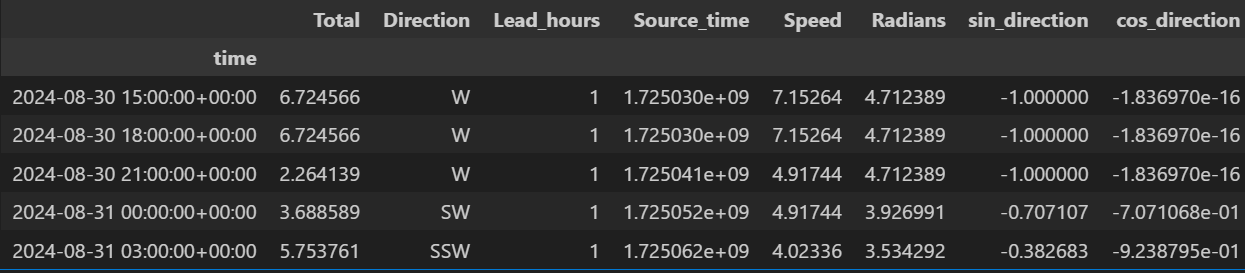 Total Direction Lead_hours Source_time Speed Radians sin_direction cos_direction
time
2024-08-30 15:00:00+00:00 6.724566 W 1 1.725030e+09 7.15264 4.712389 -1.000000 -1.836970e-16
2024-08-30 18:00:00+00:00 6.724566 W 1 1.725030e+09 7.15264 4.712389 -1.000000 -1.836970e-16
2024-08-30 21:00:00+00:00 2.264139 W 1 1.725041e+09 4.91744 4.712389 -1.000000 -1.836970e-16
2024-08-31 00:00:00+00:00 3.688589 SW 1 1.725052e+09 4.91744 3.926991 -0.707107 -7.071068e-01
2024-08-31 03:00:00+00:00 5.753761 SSW 1 1.725062e+09 4.02336 3.534292 -0.382683 -9.238795e-01